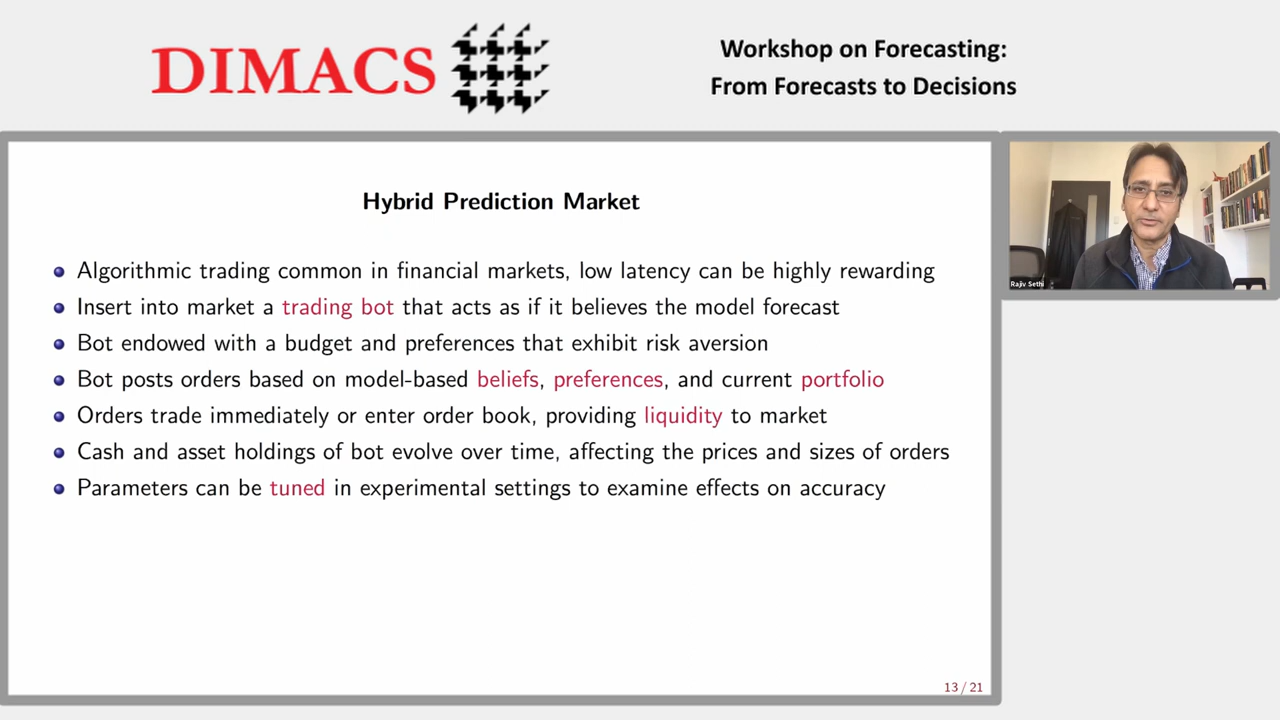 DIMACS
Workshop on Forecasting:
From Forecasts to Decisions
Hybrid Prediction Market
Algorithmic trading common in financial markets, low latency can be highly rewarding
Insert into market a trading bot that acts as if it believes the model forecast
Bot endowed with a budget and preferences that exhibit risk aversion
Bot posts orders based on model-based beliefs, preferences, and current portfolio
Orders trade immediately or enter order book, providing liquidity to market
Cash and asset holdings of bot evolve over time, affecting the prices and sizes of orders
Parameters can be tuned in experimental settings to examine effects on accuracy
13 / 21
Rajiv Sethi